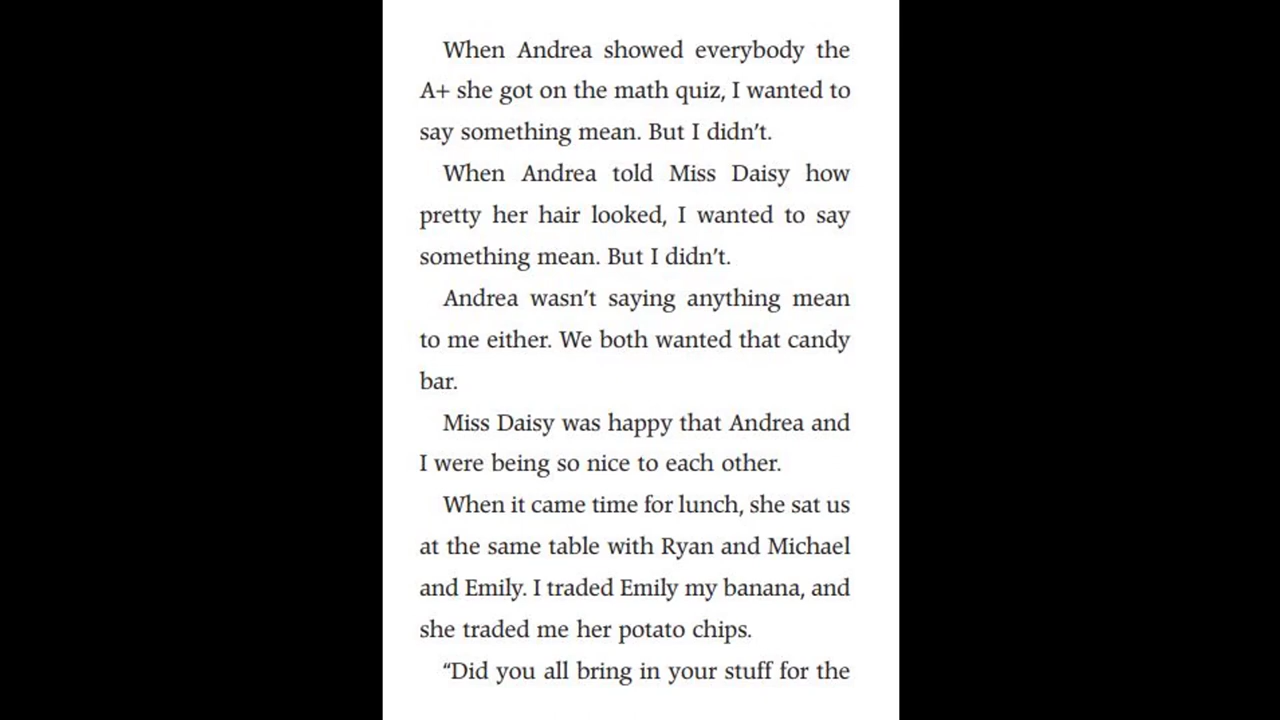 When Andrea showed everybody the
A+ she got on the math quiz, I wanted to
say something mean. But I didn't.
When Andrea told Miss Daisy how
pretty her hair looked, I wanted to say
something mean. But I didn't.
Andrea wasn't saying anything mean
to me either. We both wanted that candy
bar.
Miss Daisy was happy that Andrea and
I were being so nice to each other.
When it came time for lunch, she sat us
at the same table with Ryan and Michael
and Emily. I traded Emily my banana, and
she traded me her potato chips.
“Did you all bring in your stuff for the